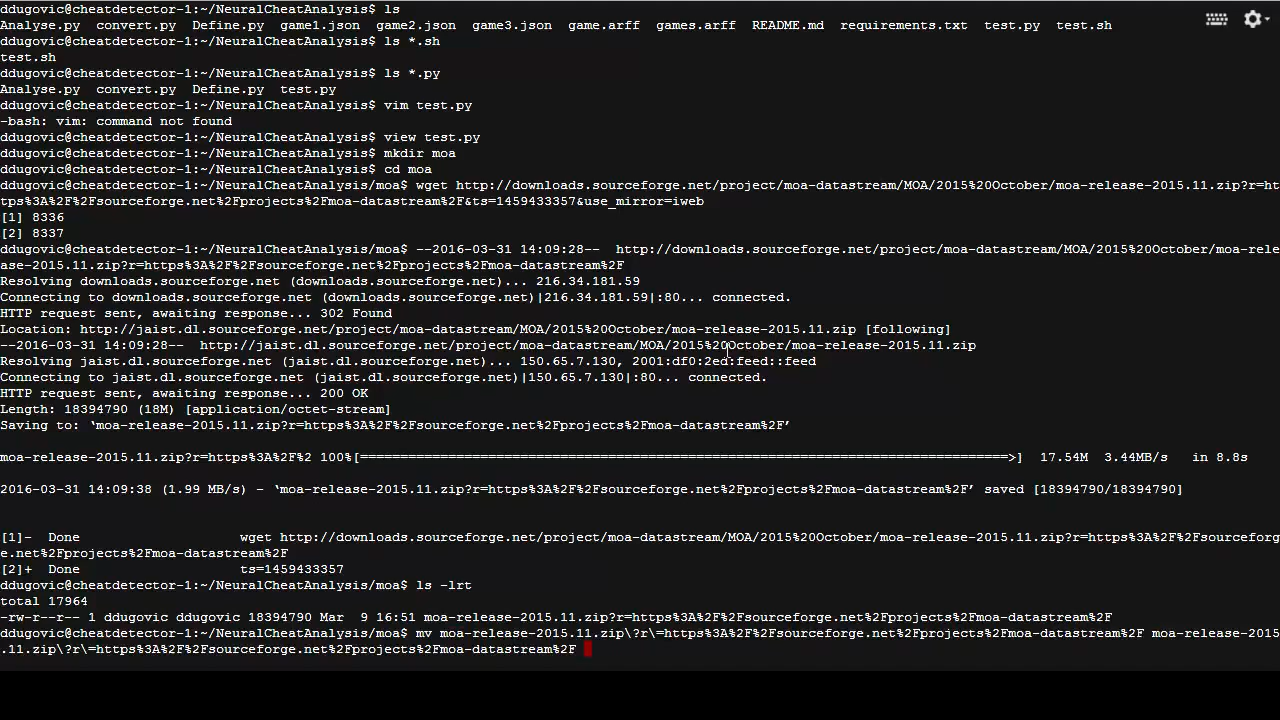 ddugovic@cheatdetector-1:~/NeuralCheatAnalysis$ ls
Analyse.py  convert.py  Define.py  game1.json  game2.json  game3.json  game.arff  games.arff  README.md  requirements.txt  test.py  test.sh
ddugovic@cheatdetector-1:~/NeuralCheatAnalysis$ ls *.sh
test.sh
ddugovic@cheatdetector-1:~/NeuralCheatAnalysis$ ls *.py
Analyse.py  convert.py  Define.py  test.py
ddugovic@cheatdetector-1:~/NeuralCheatAnalysis$ vim test.py
-bash: vim: command not found
ddugovic@cheatdetector-1:~/NeuralCheatAnalysis$ view test.py
ddugovic@cheatdetector-1:~/NeuralCheatAnalysis$ mkdir moa
ddugovic@cheatdetector-1:~/NeuralCheatAnalysis$ cd moa
ddugovic@cheatdetector-1:~/NeuralCheatAnalysis/moa$ wget http://downloads.sourceforge.net/project/moa-datastream/MOA/2015%20October/moa-release-2015.11.zip?r=ht
tps%3A%2F%2Fsourceforge.net%2Fprojects%2Fmoa-datastream%2F&ts=1459433357&use_mirror=iweb
[1] 8336
[2] 8337
ddugovic@cheatdetector-1:~/NeuralCheatAnalysis/moa$ --2016-03-31 14:09:28--  http://downloads.sourceforge.net/project/moa-datastream/MOA/2015%20October/moa-rele
ase-2015.11.zip?r=https%3A%2F%2Fsourceforge.net%2Fprojects%2Fmoa-datastream%2F
Resolving downloads.sourceforge.net (downloads.sourceforge.net)... 216.34.181.59
Connecting to downloads.sourceforge.net (downloads.sourceforge.net)|216.34.181.59|:80... connected.
HTTP request sent, awaiting response... 302 Found
Location: http://jaist.dl.sourceforge.net/project/moa-datastream/MOA/2015%20October/moa-release-2015.11.zip [following]
--2016-03-31 14:09:28--  http://jaist.dl.sourceforge.net/project/moa-datastream/MOA/2015%20October/moa-release-2015.11.zip
Resolving jaist.dl.sourceforge.net (jaist.dl.sourceforge.net)... 150.65.7.130, 2001:df0:2ed:feed::feed
Connecting to jaist.dl.sourceforge.net (jaist.dl.sourceforge.net)|150.65.7.130|:80... connected.
HTTP request sent, awaiting response... 200 OK
Length: 18394790 (18M) [application/octet-stream]
Saving to: ‘moa-release-2015.11.zip?r=https%3A%2F%2Fsourceforge.net%2Fprojects%2Fmoa-datastream%2F’
moa-release-2015.11.zip?r=https%3A%2F%2 100%[=================================================================================>]  17.54M  3.44MB/s   in 8.8s
2016-03-31 14:09:38 (1.99 MB/s) - ‘moa-release-2015.11.zip?r=https%3A%2F%2Fsourceforge.net%2Fprojects%2Fmoa-datastream%2F’ saved [18394790/18394790]
[1]-  Done                    wget http://downloads.sourceforge.net/project/moa-datastream/MOA/2015%20October/moa-release-2015.11.zip?r=https%3A%2F%2Fsourceforg
e.net%2Fprojects%2Fmoa-datastream%2F
[2]+  Done                    ts=1459433357
ddugovic@cheatdetector-1:~/NeuralCheatAnalysis/moa$ ls -lrt
total 17964
-rw-r--r-- 1 ddugovic ddugovic 18394790 Mar  9 16:51 moa-release-2015.11.zip?r=https%3A%2F%2Fsourceforge.net%2Fprojects%2Fmoa-datastream%2F
ddugovic@cheatdetector-1:~/NeuralCheatAnalysis/moa$ mv moa-release-2015.11.zip\?r\=https%3A%2F%2Fsourceforge.net%2Fprojects%2Fmoa-datastream%2F moa-release-2015
.11.zip\?r\=https%3A%2F%2Fsourceforge.net%2Fprojects%2Fmoa-datastream%2F